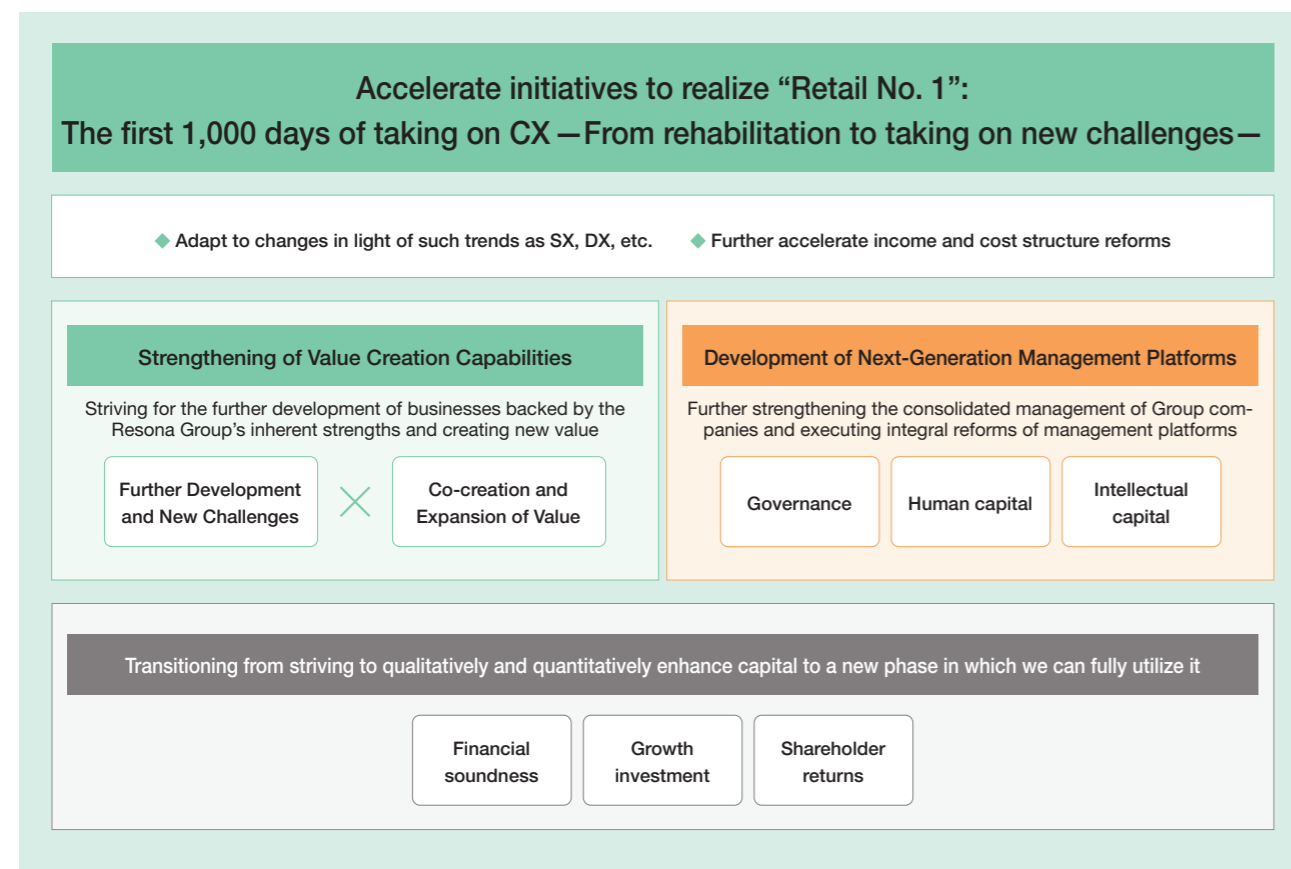 Accelerate initiatives to realize “Retail No. 1”:
The first 1,000 days of taking on CX —From rehabilitation to taking on new challenges—
◆ Adapt to changes in light of such trends as SX, DX, etc.
◆ Further accelerate income and cost structure reforms
Strengthening of Value Creation Capabilities
Striving for the further development of businesses backed by the
Resona Group’s inherent strengths and creating new value
Further Development
and New Challenges
×
Co-creation and
Expansion of Value
Development of Next-Generation Management Platforms
Further strengthening the consolidated management of Group com-
panies and executing integral reforms of management platforms
Governance
Human capital
Intellectual
capital
Transitioning from striving to qualitatively and quantitatively enhance capital to a new phase in which we can fully utilize it
Financial
soundness
Growth
investment
Shareholder
returns